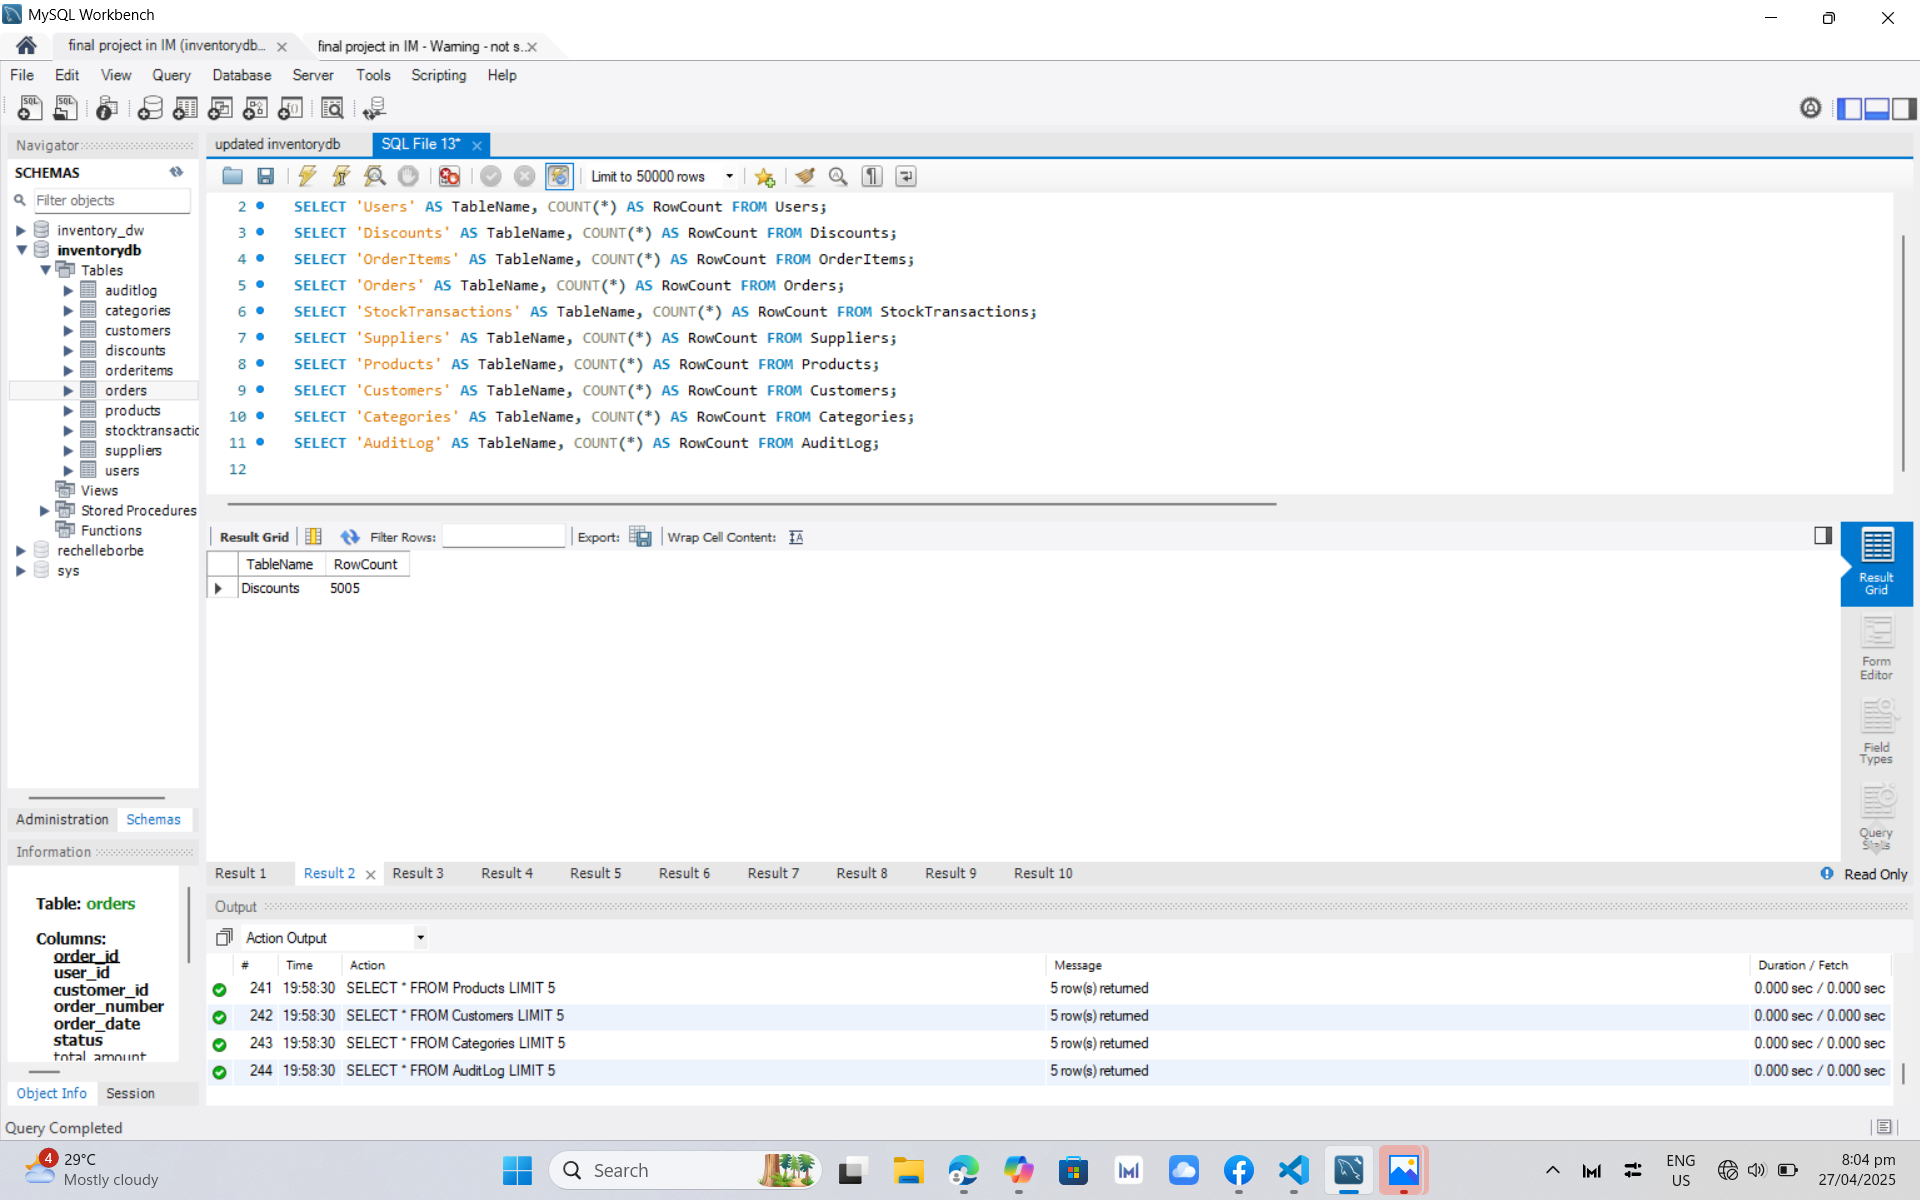 MySQL Workbench
final project in IM (inventorydb...
final project in IM - Warning - not s...
File Edit View Query Database Server Tools Scripting Help
Navigator
SCHEMAS
Filter objects
inventory_dw
inventorydb
Tables
auditlog
categories
customers
discounts
orderitems
orders
products
stocktransactic
suppliers
users
Views
Stored Procedures
Functions
rechelleborbe
sys
Administration Schemas
Information
Table: orders
Columns:
order_id
user_id
customer_id
order_number
order_date
status
total_amount
Object Info Session
updated inventorydb
SQL File 13*
Limit to 50000 rows
2 SELECT 'Users' AS TableName, COUNT(*) AS RowCount FROM Users;
3 SELECT 'Discounts' AS TableName, COUNT(*) AS RowCount FROM Discounts;
4 SELECT 'OrderItems' AS TableName, COUNT(*) AS RowCount FROM OrderItems;
5 SELECT 'Orders' AS TableName, COUNT(*) AS RowCount FROM Orders;
6 SELECT 'StockTransactions' AS TableName, COUNT(*) AS RowCount FROM StockTransactions;
7 SELECT 'Suppliers' AS TableName, COUNT(*) AS RowCount FROM Suppliers;
8 SELECT 'Products' AS TableName, COUNT(*) AS RowCount FROM Products;
9 SELECT 'Customers' AS TableName, COUNT(*) AS RowCount FROM Customers;
10 SELECT 'Categories' AS TableName, COUNT(*) AS RowCount FROM Categories;
11 SELECT 'AuditLog' AS TableName, COUNT(*) AS RowCount FROM AuditLog;
12
Result Grid Filter Rows: Export: Wrap Cell Content:
TableName RowCount
Discounts 5005
Result Grid
Form Editor
Field Types
Query Stats
Result 1 Result 2 Result 3 Result 4 Result 5 Result 6 Result 7 Result 8 Result 9 Result 10
Read Only
Output
Action Output
# Time Action Message Duration / Fetch
241 19:58:30 SELECT * FROM Products LIMIT 5 5 row(s) returned 0.000 sec / 0.000 sec
242 19:58:30 SELECT * FROM Customers LIMIT 5 5 row(s) returned 0.000 sec / 0.000 sec
243 19:58:30 SELECT * FROM Categories LIMIT 5 5 row(s) returned 0.000 sec / 0.000 sec
244 19:58:30 SELECT * FROM AuditLog LIMIT 5 5 row(s) returned 0.000 sec / 0.000 sec
Query Completed
4
29°C
Mostly cloudy
Search
ENG
US
8:04 pm
27/04/2025